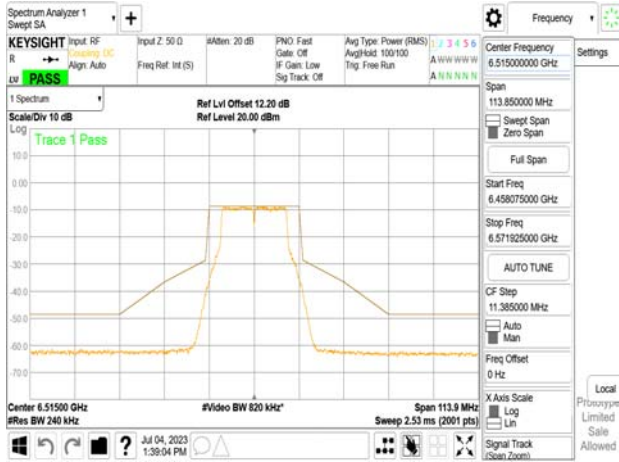 Spectrum Analyzer 1
Swept SA
KEYSIGHT
R
LV PASS
Input: RF
Coupling: DC
Align: Auto
Input Z: 50 Ω
Freq Ref: Int (S)
#Atten: 20 dB
PNO: Fast
Gate: Off
IF Gain: Low
Sig Track: Off
Avg Type: Power (RMS)
Avg|Hold: 100/100
Trig: Free Run
1 2 3 4 5 6
A W W W W W
A N N N N N
1 Spectrum
Scale/Div 10 dB
Ref Lvl Offset 12.20 dB
Ref Level 20.00 dBm
Log
Trace 1 Pass
10.0
0.00
-10.0
-20.0
-30.0
-40.0
-50.0
-60.0
-70.0
Center 6.51500 GHz
#Res BW 240 kHz
#Video BW 820 kHz*
Span 113.9 MHz
Sweep 2.53 ms (2001 pts)
Jul 04, 2023
1:39:04 PM
Frequency
Settings
Center Frequency
6.515000000 GHz
Span
113.850000 MHz
Swept Span
Zero Span
Full Span
Start Freq
6.458075000 GHz
Stop Freq
6.571925000 GHz
AUTO TUNE
CF Step
11.385000 MHz
Auto
Man
Freq Offset
0 Hz
X Axis Scale
Log
Lin
Signal Track
(Span Zoom)
Local
Prototype
Limited
Sale
Allowed